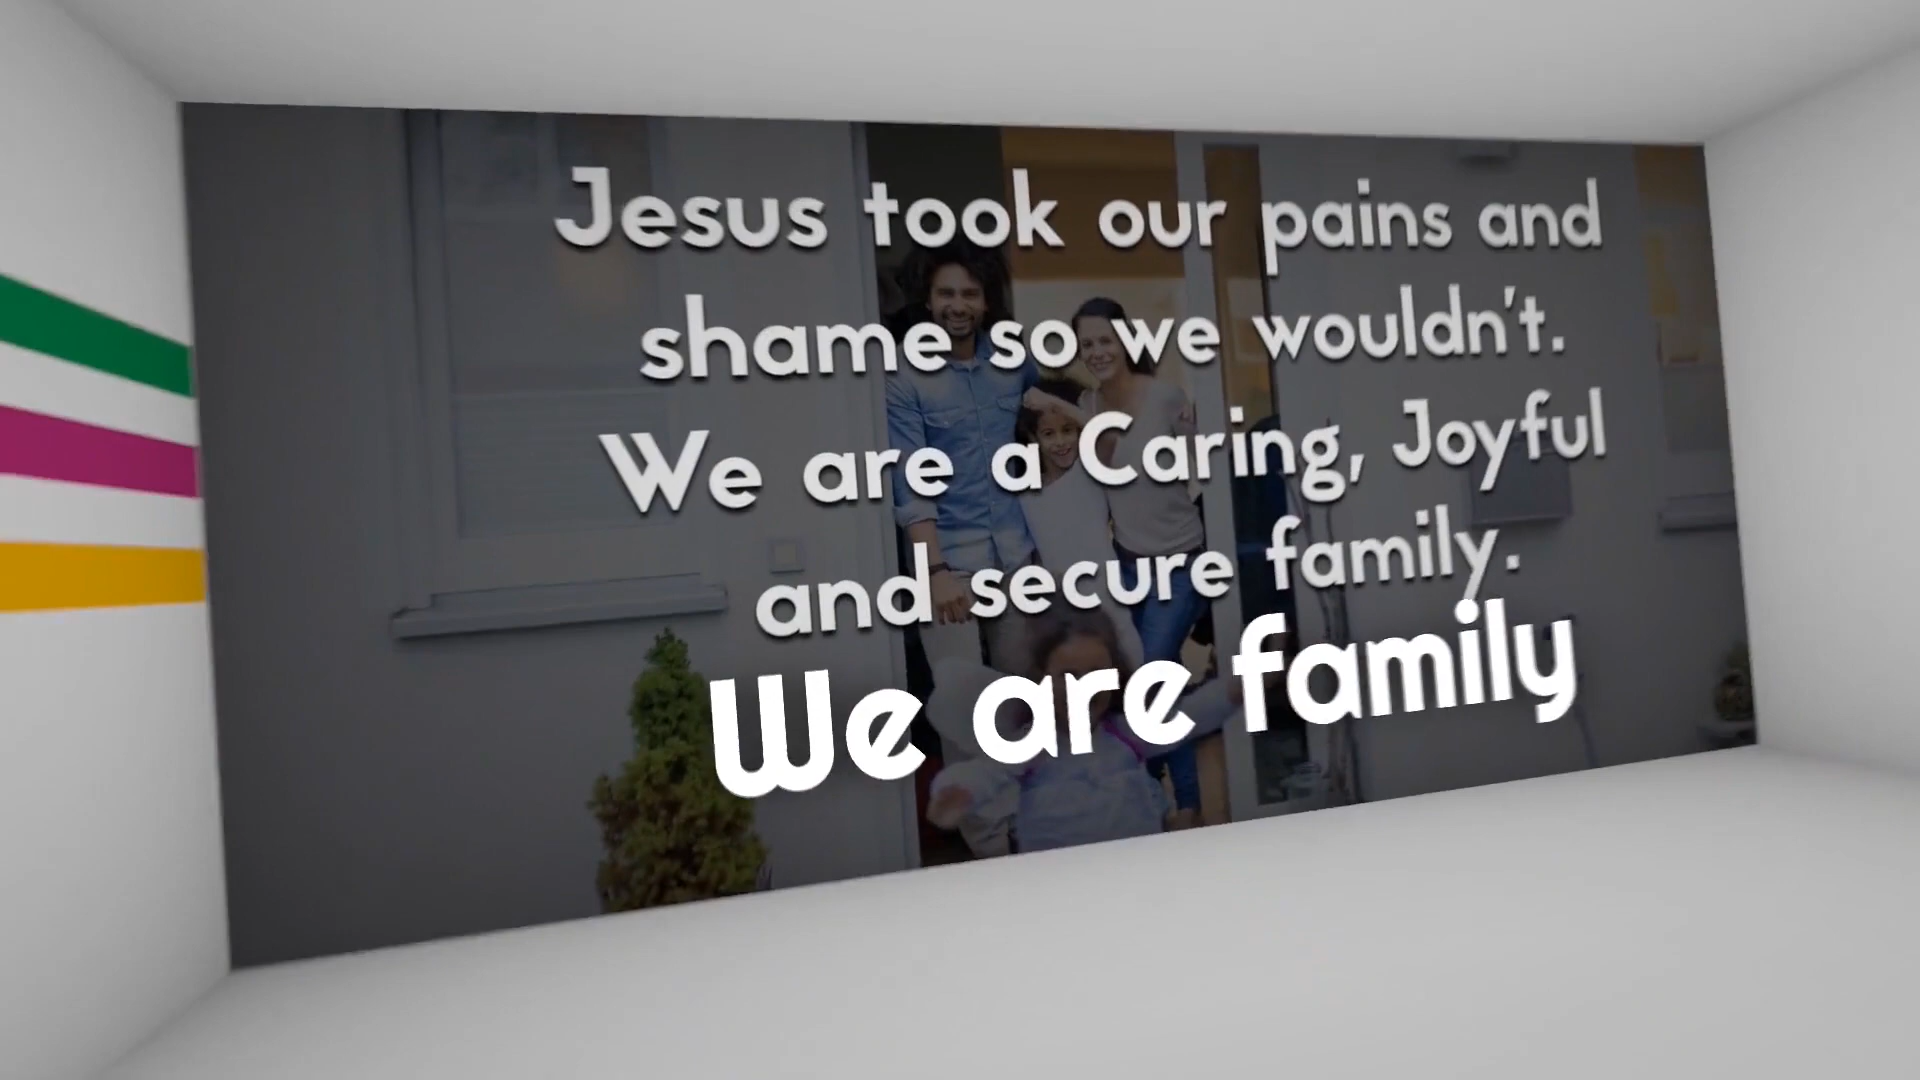 Jesus took our pains and
shame so we wouldn't.
We are a Caring, Joyful
and secure family.
We are family